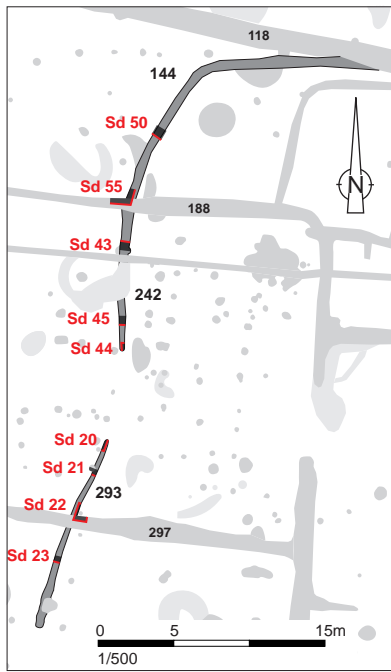 118
144
Sd 50
Sd 55
188
N
Sd 43
242
Sd 45
Sd 44
Sd 20
Sd 21
293
Sd 22
297
Sd 23
0 5 15m
1/500